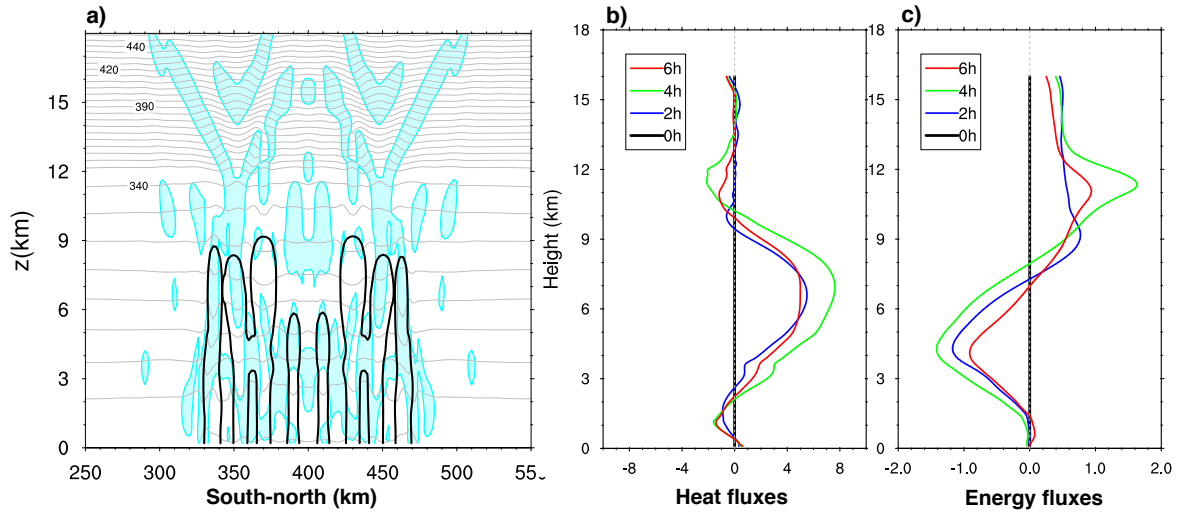 a)
440
420
390
340
15
12
9
6
3
0
z(km)
250 300 350 400 450 500
South-north (km)
b)
18
15
12
9
6
3
0
Height (km)
6h
4h
2h
0h
-8 -4 0 4 8
Heat fluxes
c)
18
15
12
9
6
3
0
6h
4h
2h
0h
-2.0 -1.0 0.0 1.0 2.0
Energy fluxes